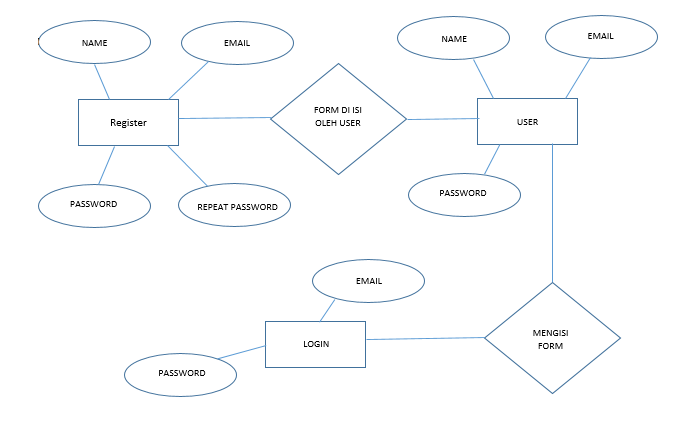 NAME
EMAIL
NAME
EMAIL
Register
FORM DI ISI
OLEH USER
USER
PASSWORD
REPEAT PASSWORD
PASSWORD
EMAIL
LOGIN
MENGISI
FORM
PASSWORD